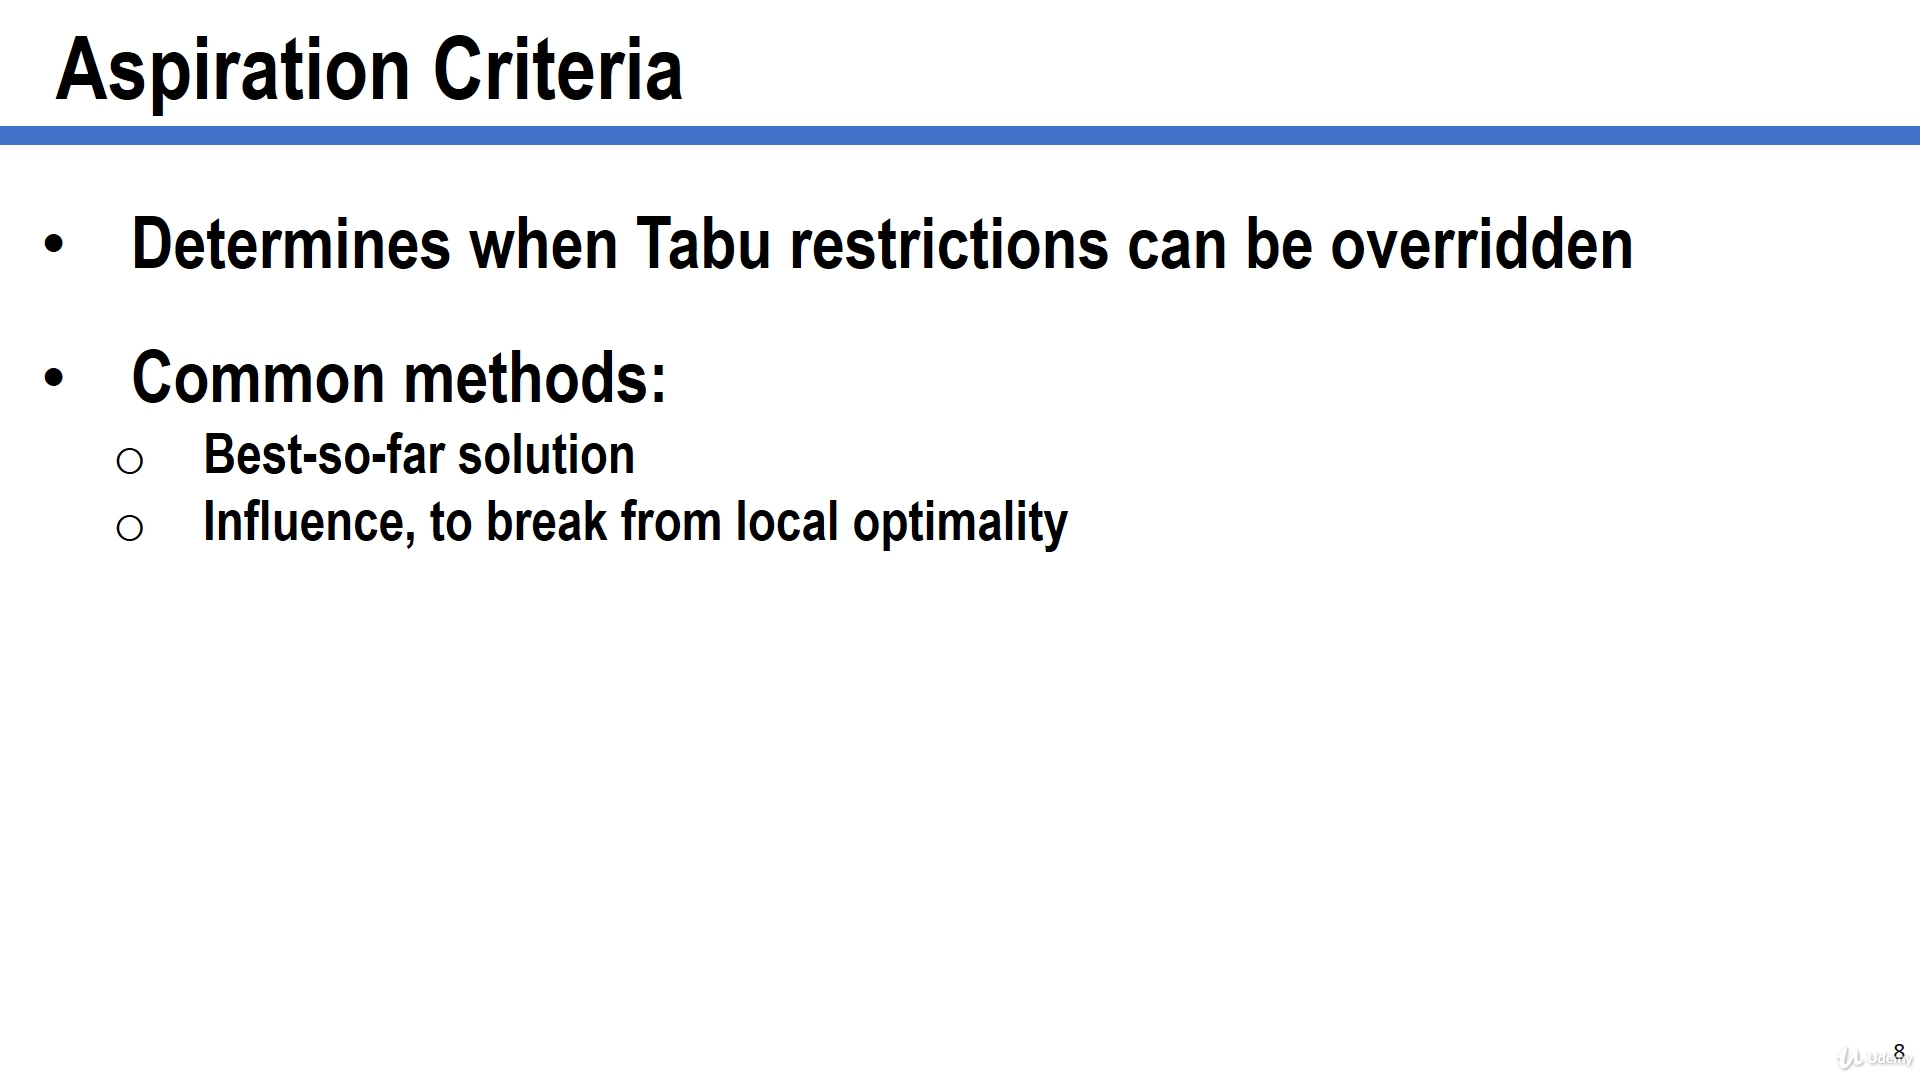 Aspiration Criteria
• Determines when Tabu restrictions can be overridden
• Common methods:
o Best-so-far solution
o Influence, to break from local optimality
8
Udemy